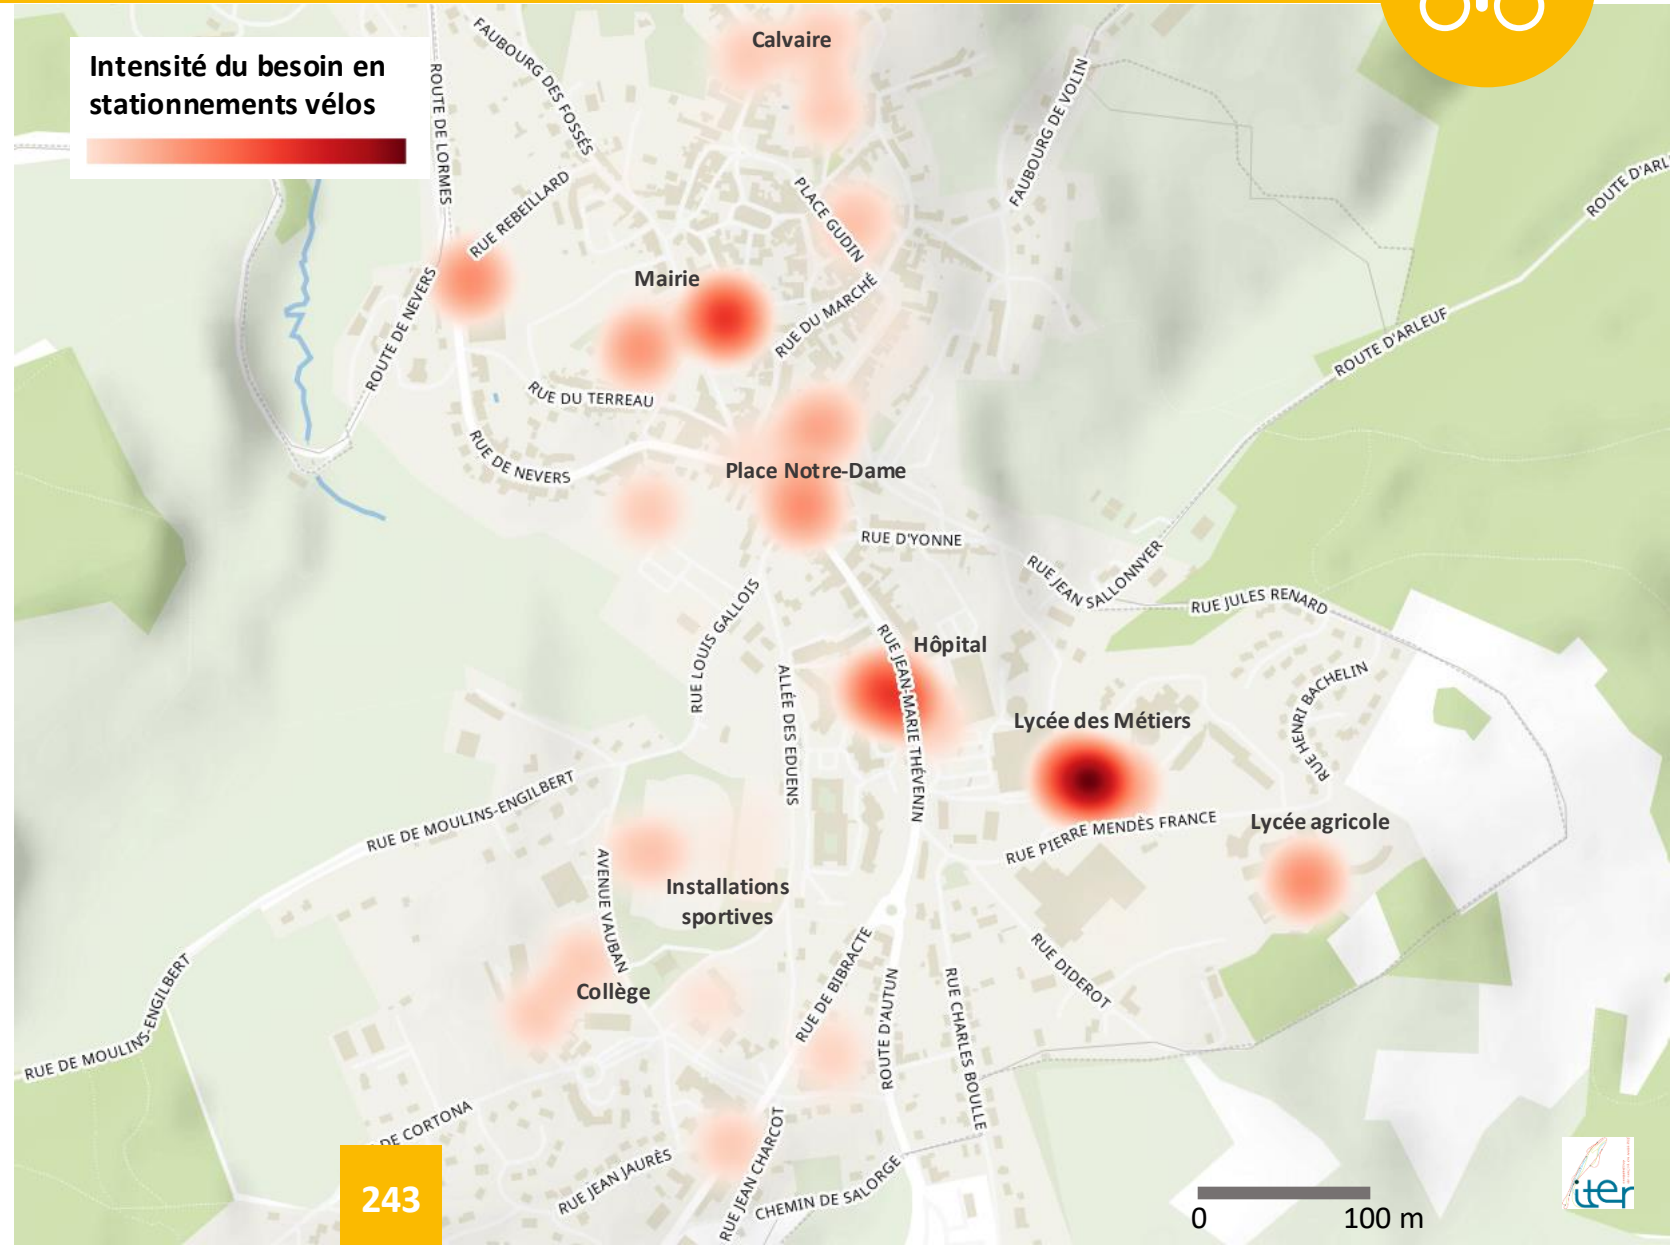 Intensité du besoin en
stationnements vélos
Calvaire
FAUBOURG DES FOSSÉS
ROUTE DE LORMES
FAUBOURG DE VOLIN
ROUTE D'ARL
RUE REBEILLARD
PLACE GUDIN
Mairie
ROUTE DE NEVERS
RUE DU MARCHÉ
ROUTE D'ARLEUF
RUE DU TERREAU
RUE DE NEVERS
Place Notre-Dame
RUE D'YONNE
RUE JEAN SALLONNYER
RUE JULES RENARD
RUE LOUIS GALLOIS
Hôpital
RUE JEAN-MARIE THÉVENIN
ALLÉE DES EDUENS
Lycée des Métiers
RUE HENRI BACHELIN
RUE DE MOULINS-ENGILBERT
RUE PIERRE MENDÈS FRANCE
Lycée agricole
AVENUE VAUBAN
Installations
sportives
RUE DE BIBRACTE
RUE DIDEROT
Collège
ROUTE D'AUTUN
RUE CHARLES BOULLE
RUE DE MOULINS-ENGILBERT
DE CORTONA
RUE JEAN JAURÈS
RUE JEAN CHARCOT
CHEMIN DE SALORGE
243
0
100 m
iter